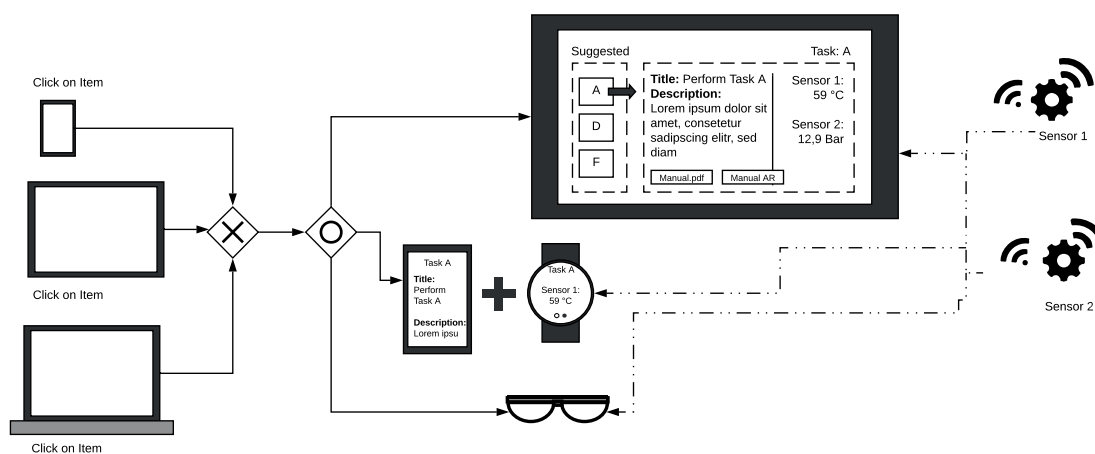 Click on Item
Click on Item
Click on Item
Suggested
Task: A
A
D
F
Title: Perform Task A
Description:
Lorem ipsum dolor sit
amet, consetetur
sadipscing elitr, sed
diam
Manual.pdf
Manual AR
Sensor 1:
59 °C
Sensor 2:
12,9 Bar
Task A
Title:
Perform
Task A
Description:
Lorem ipsu
Task A
Sensor 1:
59 °C
Sensor 1
Sensor 2